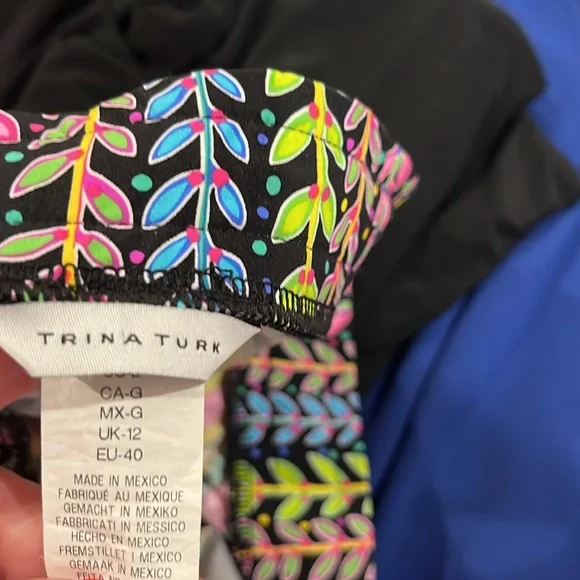 TRINA TURK
CA-G
MX-G
UK-12
EU-40
MADE IN MEXICO
FABRIQUÉ AU MEXIQUE
GEMACHT IN MEXIKO
FABBRICATI IN MESSICO
HECHO EN MEXICO
FREMSTILLET I MEXICO
GEMAAK IN MEXICO